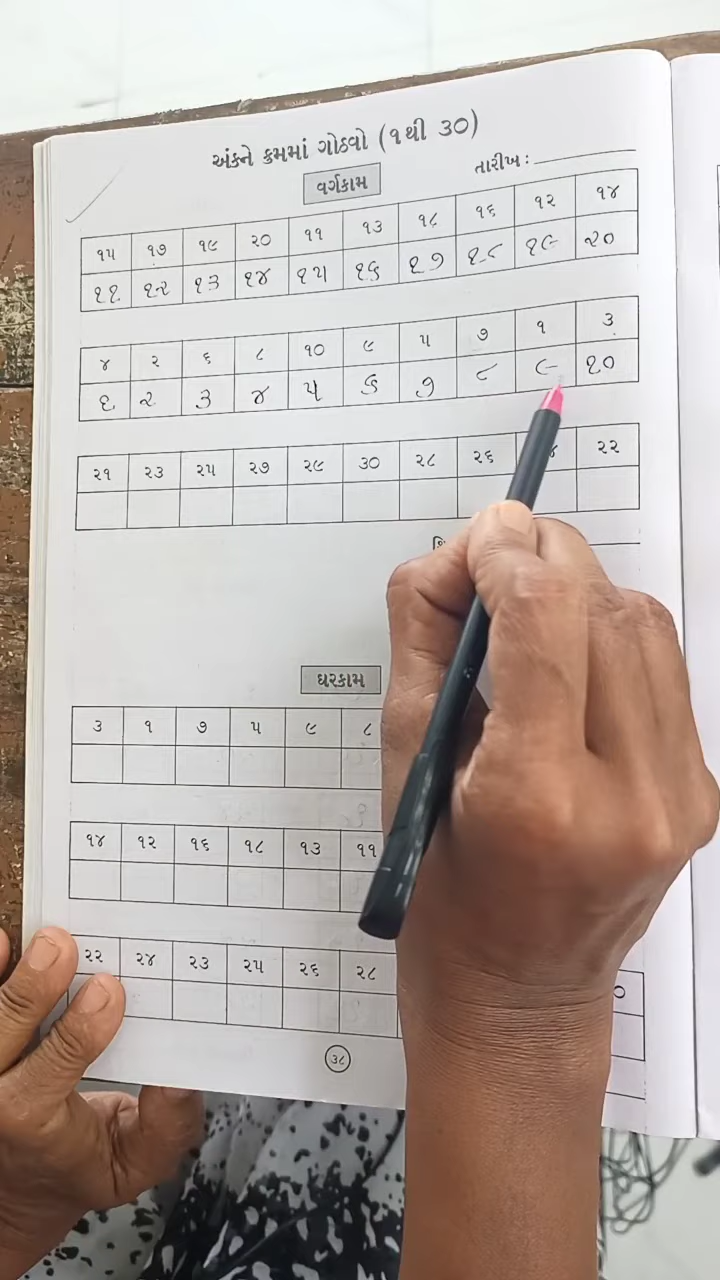 અંકને ક્રમમાં ગોઠવો (૧થી ૩૦)
વર્ગકામ
તારીખ :
૧૫ ૧૭ ૧૯ ૨૦ ૧૧ ૧૩ ૧૮ ૧૬ ૧૨ ૧૪
૧૧ ૧૨ ૧૩ ૧૪ ૧૫ ૧૬ ૧૭ ૧૮ ૧૯ ૨૦
૪ ૨ ૬ ૮ ૧૦ ૯ ૫ ૭ ૧ ૩
૧ ૨ ૩ ૪ ૫ ૬ ૭ ૮ ૯ ૧૦
૨૧ ૨૩ ૨૫ ૨૭ ૨૯ ૩૦ ૨૮ ૨૬ ૨૨
ઘરકામ
૩ ૧ ૭ ૫ ૯ ૮
૧૪ ૧૨ ૧૬ ૧૮ ૧૩ ૧૧
૨૨ ૨૪ ૨૩ ૨૫ ૨૬ ૨૮
૩૮